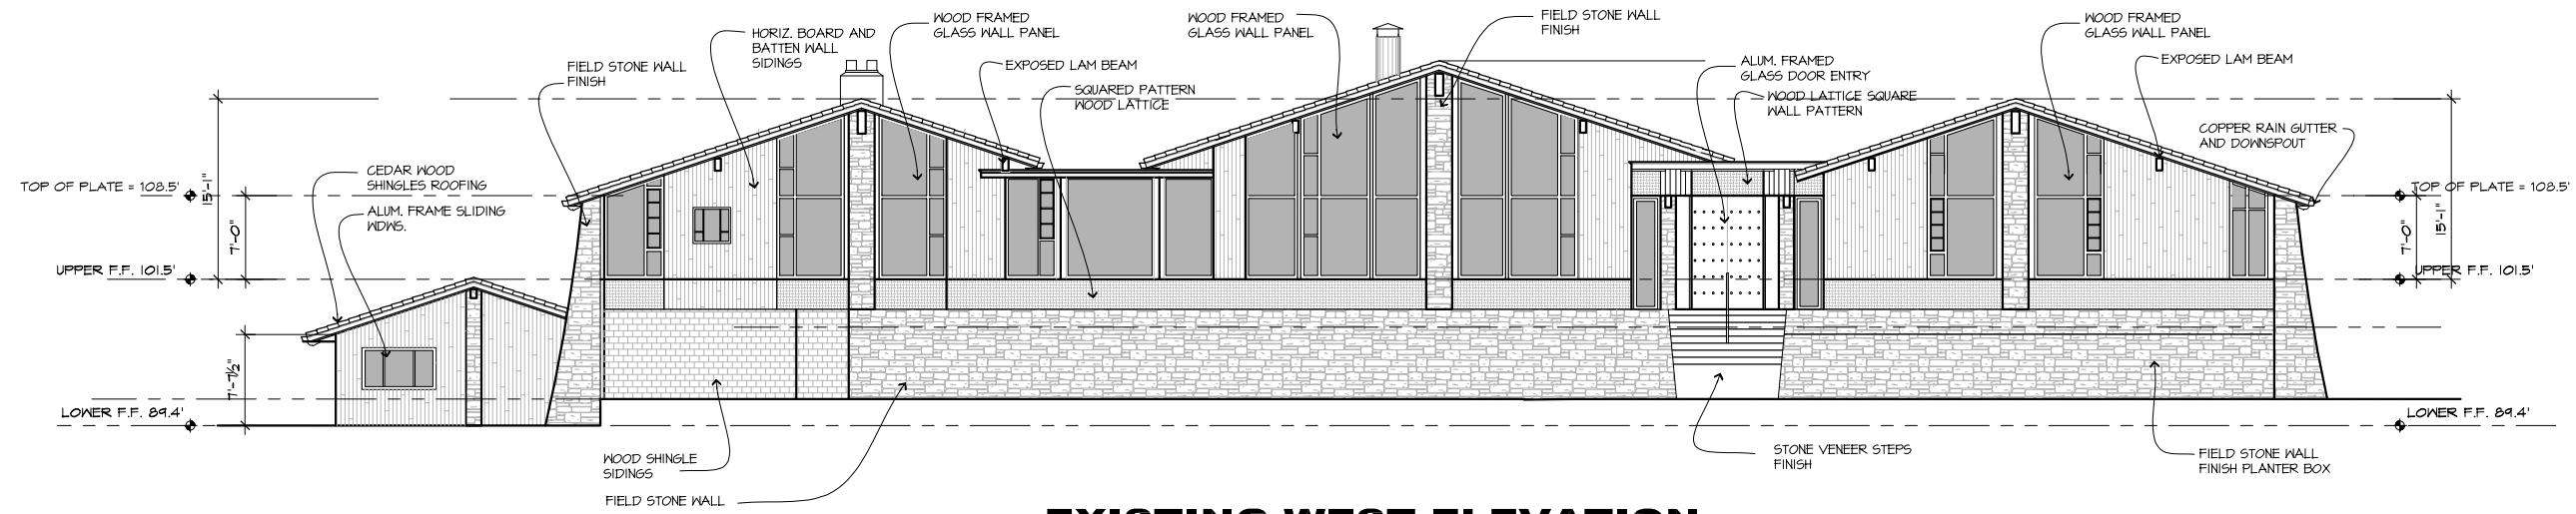 WOOD FRAMED
GLASS WALL PANEL
WOOD FRAMED
GLASS WALL PANEL
FIELD STONE WALL
FINISH
WOOD FRAMED
GLASS WALL PANEL
HORIZ. BOARD AND
BATTEN WALL
SIDINGS
FIELD STONE WALL
FINISH
EXPOSED LAM BEAM
SQUARED PATTERN
WOOD LATTICE
ALUM. FRAMED
GLASS DOOR ENTRY
WOOD LATTICE SQUARE
WALL PATTERN
EXPOSED LAM BEAM
COPPER RAIN GUTTER
AND DOWNSPOUT
CEDAR WOOD
SHINGLES ROOFING
ALUM. FRAME SLIDING
WDWS.
TOP OF PLATE = 108.5'
15'-1"
7'-0"
UPPER F.F. 101.5'
7'-7½"
LOWER F.F. 89.4'
TOP OF PLATE = 108.5'
15'-1"
7'-0"
UPPER F.F. 101.5'
LOWER F.F. 89.4'
WOOD SHINGLE
SIDINGS
FIELD STONE WALL
STONE VENEER STEPS
FINISH
FIELD STONE WALL
FINISH PLANTER BOX
EXISTING WEST ELEVATION